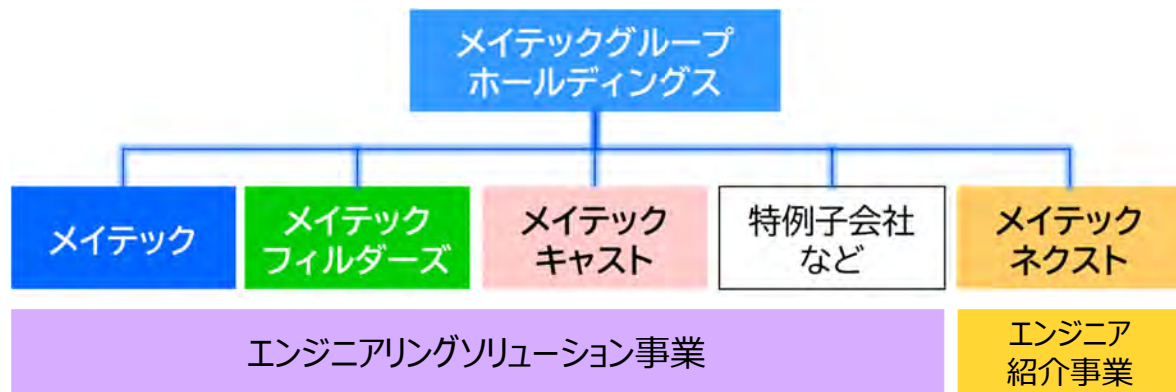 メイテックグループ
ホールディングス
メイテック
メイテック
フィルダーズ
メイテック
キャスト
特例子会社
など
メイテック
ネクスト
エンジニアリングソリューション事業
エンジニア
紹介事業